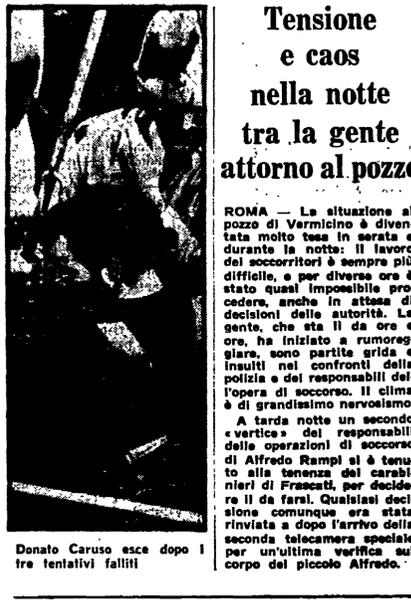 Tensione
e caos
nella notte
tra la gente
attorno al pozzo
ROMA — La situazione al
pozzo di Vermicino è diven-
tata molto tesa in serata e
durante la notte: il lavoro
dei soccorritori è sempre più
difficile, e per diverse ore è
stato quasi impossibile pro-
cedere, anche in attesa di
decisioni delle autorità. La
gente, che sta lì da ore e
ore, ha iniziato a rumoreg-
giare, sono partite grida e
insulti nei confronti della
polizia e dei responsabili del-
l'opera di soccorso. Il clima
è di grandissimo nervosismo.
A tarda notte un secondo
«vertice» dei responsabili
delle operazioni di soccorso
di Alfredo Rampi si è tenu-
to alla tenenza dei carabi-
nieri di Frascati, per decide-
re il da farsi. Qualsiasi deci-
sione comunque era stata
rinviata a dopo l'arrivo della
seconda telecamera speciale
per un'ultima verifica sul
corpo del piccolo Alfredo.
Donato Caruso esce dopo i
tre tentativi falliti